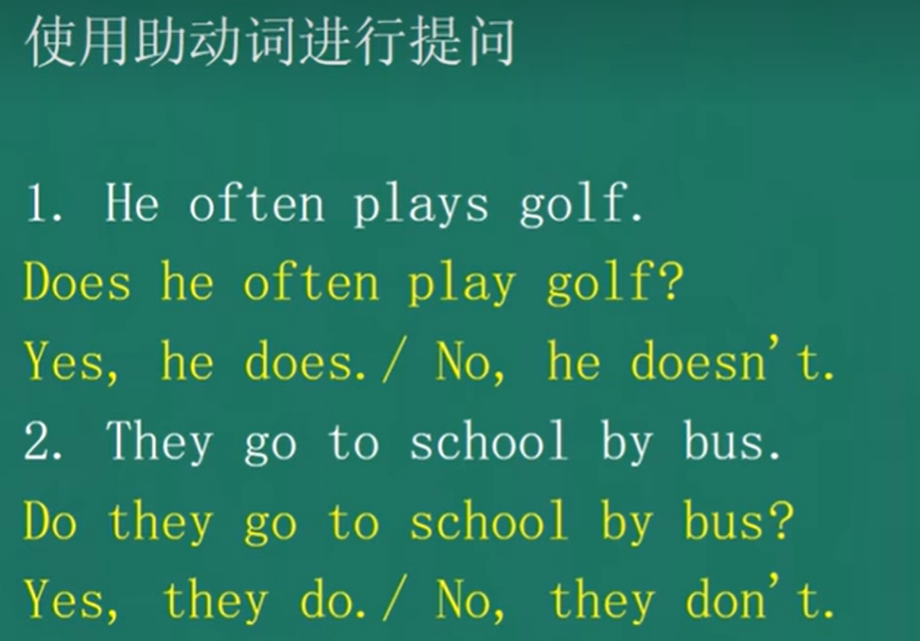 使用助动词进行提问
1. He often plays golf.
Does he often play golf?
Yes, he does./ No, he doesn't.
2. They go to school by bus.
Do they go to school by bus?
Yes, they do./ No, they don't.